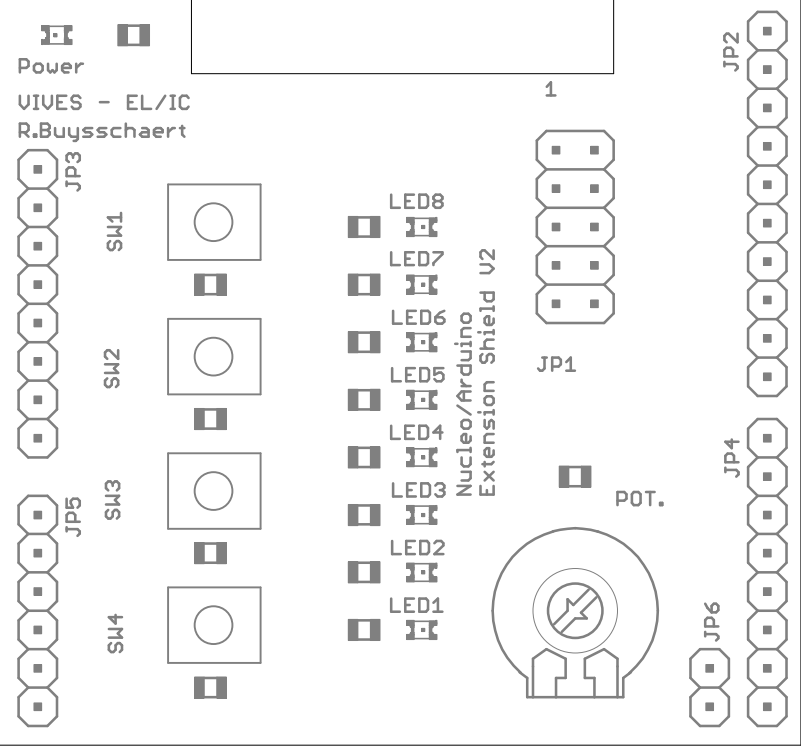 JP2
Power
1
VIVES - EL/IC
R.Buysschaert
JP3
SW1
LED8
LED7
Nucleo/Arduino
Extension Shield V2
LED6
SW2
JP1
LED5
LED4
JP4
SW3
LED3
POT.
JP5
LED2
LED1
SW4
JP6